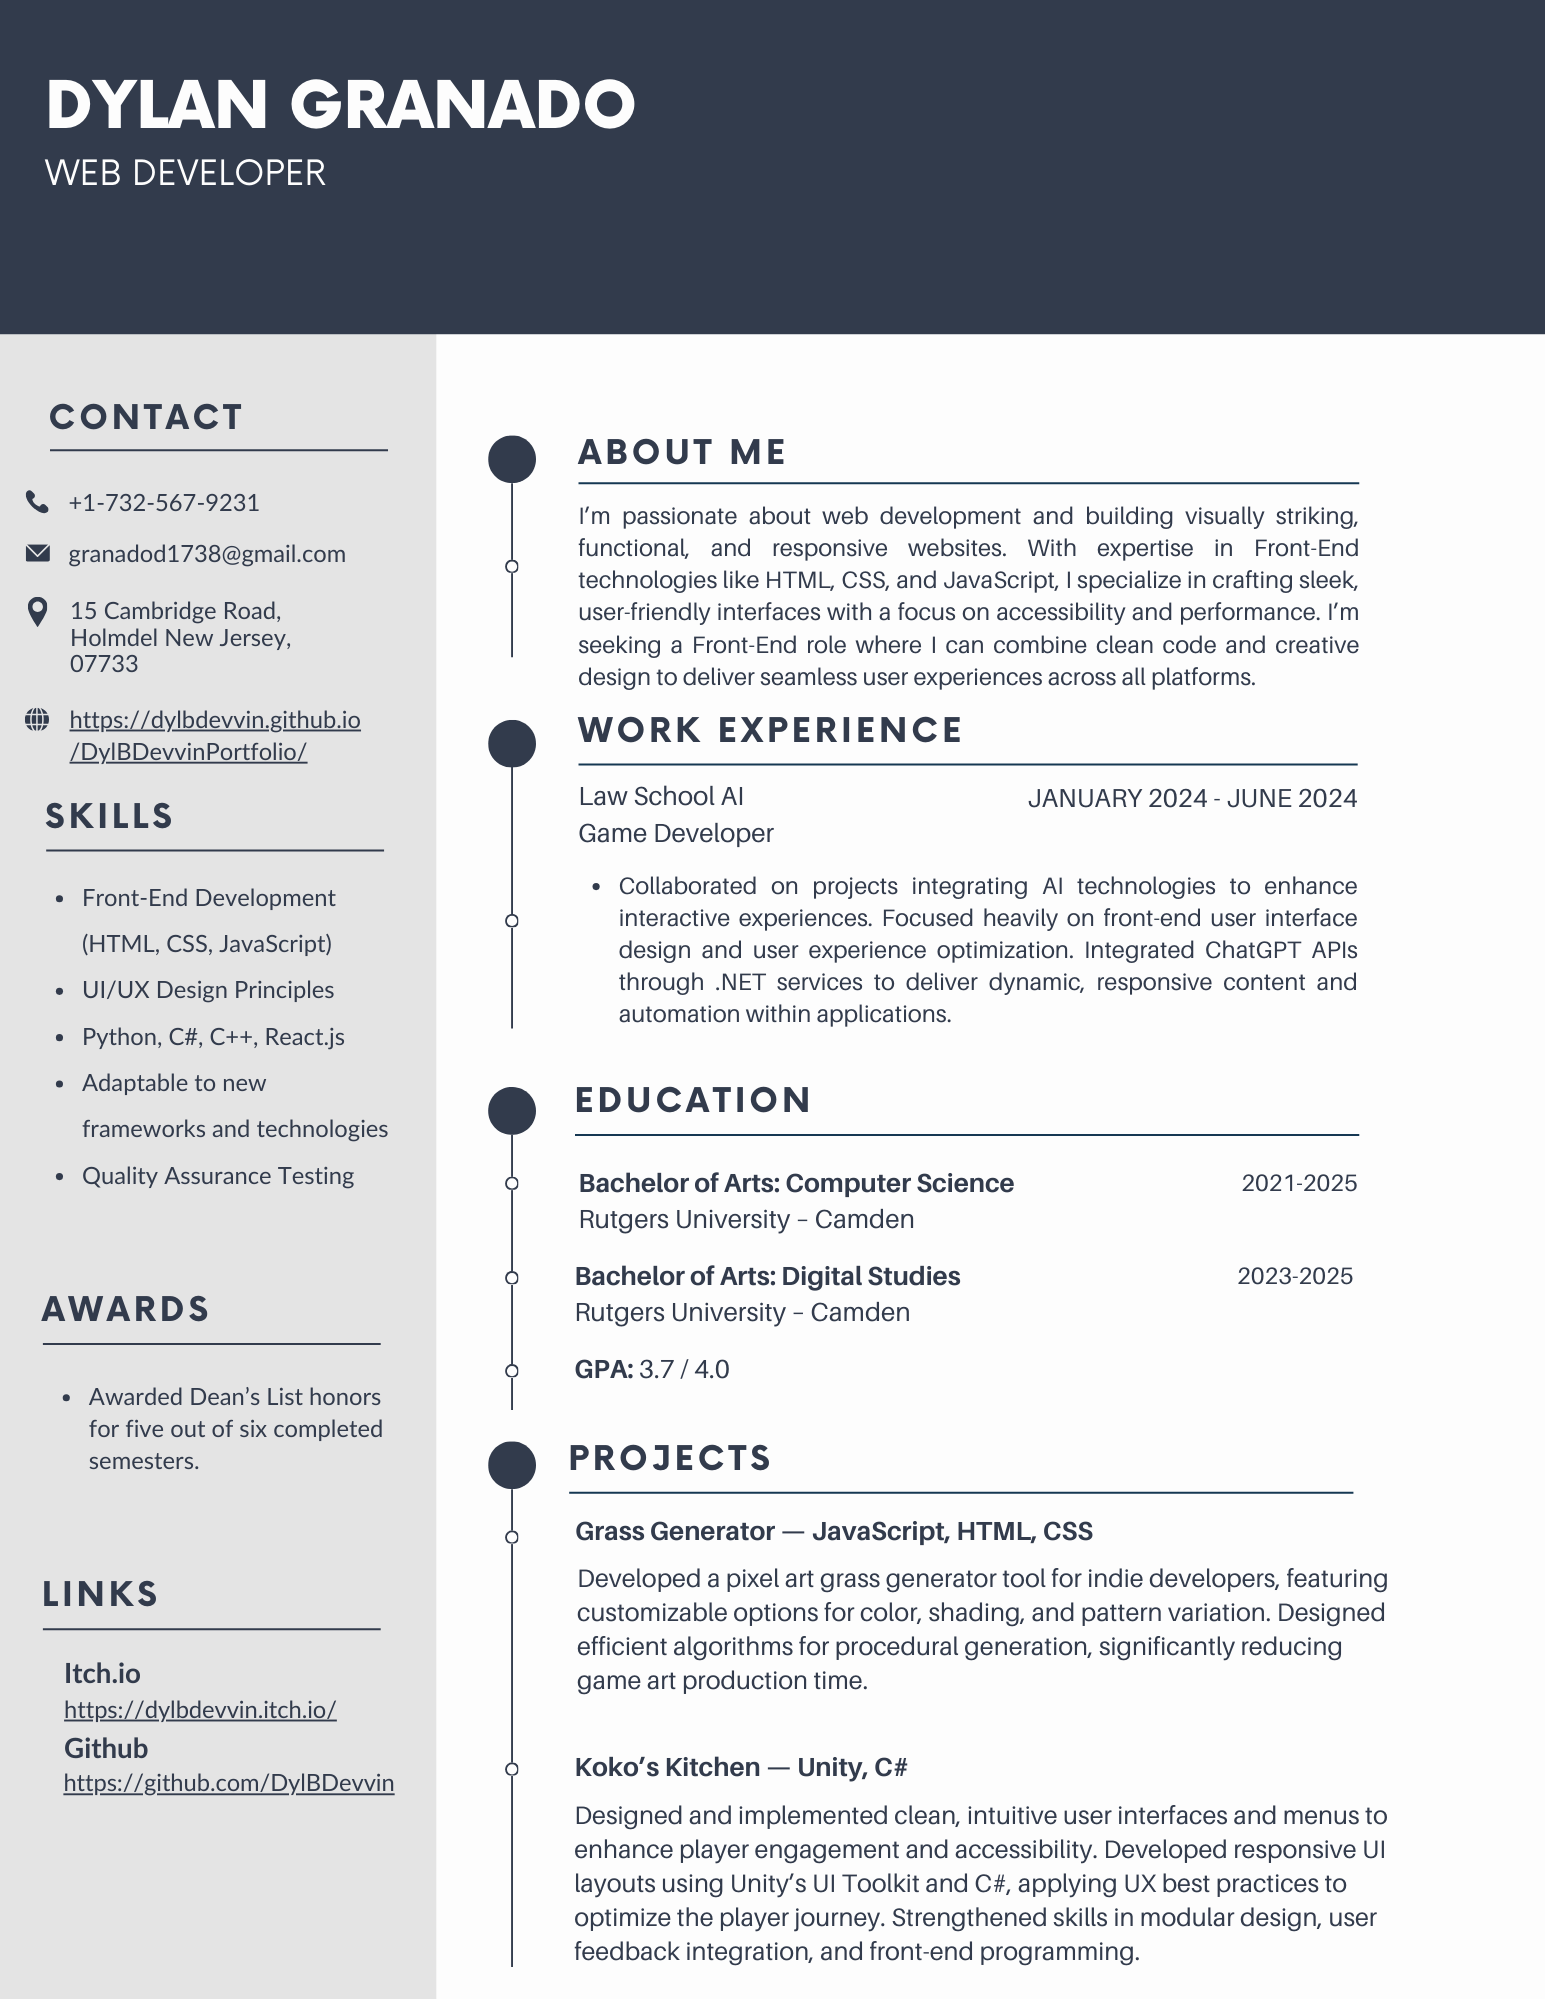 DYLAN GRANADO
WEB DEVELOPER
CONTACT
+1-732-567-9231
granadod1738@gmail.com
15 Cambridge Road,
Holmdel New Jersey,
07733
https://dylbdevvin.github.io
/DylBDevvinPortfolio/
SKILLS
• Front-End Development
(HTML, CSS, JavaScript)
• UI/UX Design Principles
• Python, C#, C++, React.js
• Adaptable to new
frameworks and technologies
• Quality Assurance Testing
AWARDS
• Awarded Dean’s List honors
for five out of six completed
semesters.
LINKS
Itch.io
https://dylbdevvin.itch.io/
Github
https://github.com/DylBDevvin
ABOUT ME
I’m passionate about web development and building visually striking,
functional, and responsive websites. With expertise in Front-End
technologies like HTML, CSS, and JavaScript, I specialize in crafting sleek,
user-friendly interfaces with a focus on accessibility and performance. I’m
seeking a Front-End role where I can combine clean code and creative
design to deliver seamless user experiences across all platforms.
WORK EXPERIENCE
Law School AI JANUARY 2024 - JUNE 2024
Game Developer
• Collaborated on projects integrating AI technologies to enhance
interactive experiences. Focused heavily on front-end user interface
design and user experience optimization. Integrated ChatGPT APIs
through .NET services to deliver dynamic, responsive content and
automation within applications.
EDUCATION
Bachelor of Arts: Computer Science 2021-2025
Rutgers University – Camden
Bachelor of Arts: Digital Studies 2023-2025
Rutgers University – Camden
GPA: 3.7 / 4.0
PROJECTS
Grass Generator — JavaScript, HTML, CSS
Developed a pixel art grass generator tool for indie developers, featuring
customizable options for color, shading, and pattern variation. Designed
efficient algorithms for procedural generation, significantly reducing
game art production time.
Koko’s Kitchen — Unity, C#
Designed and implemented clean, intuitive user interfaces and menus to
enhance player engagement and accessibility. Developed responsive UI
layouts using Unity’s UI Toolkit and C#, applying UX best practices to
optimize the player journey. Strengthened skills in modular design, user
feedback integration, and front-end programming.